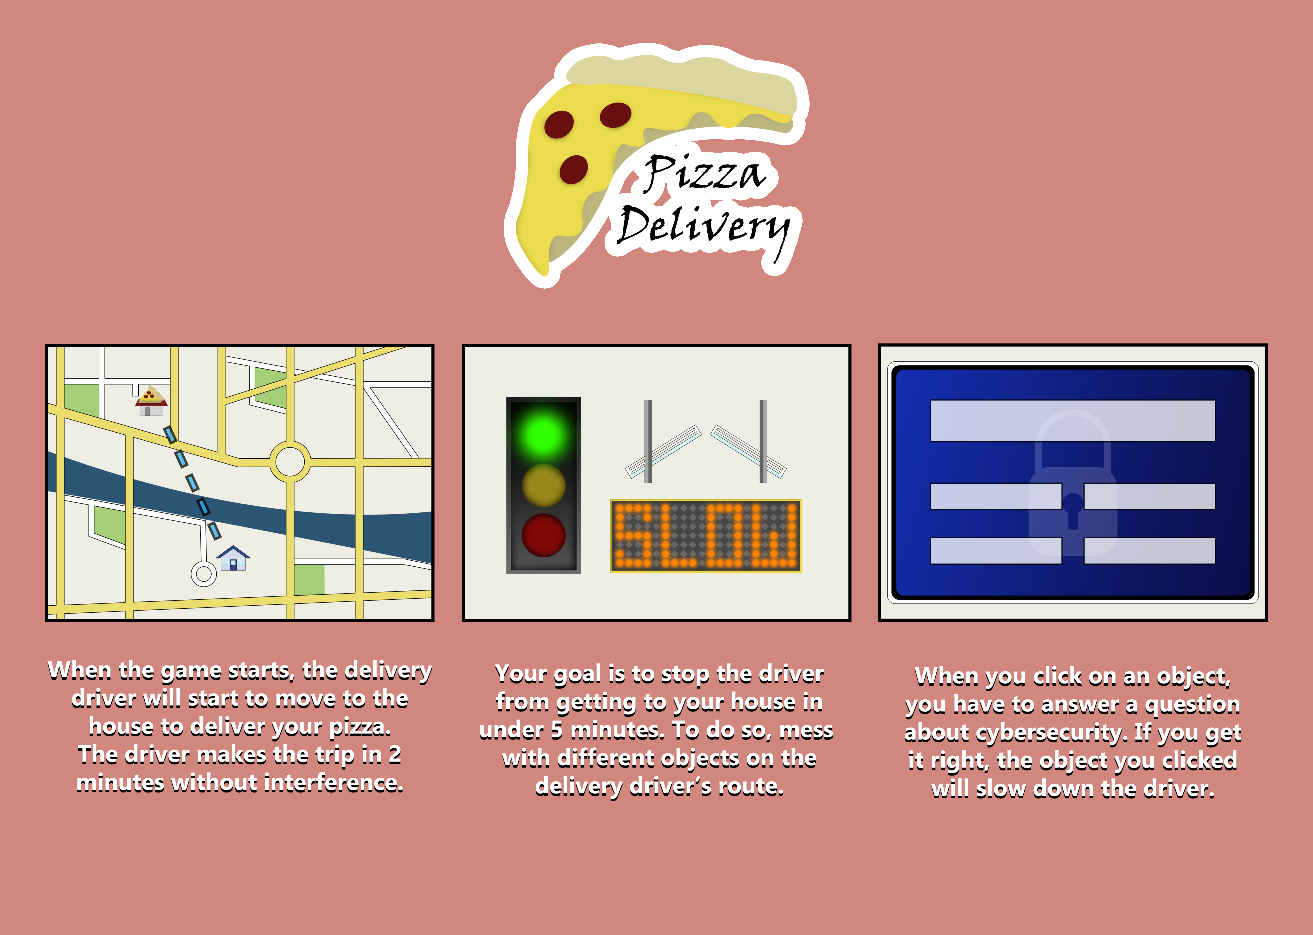 Pizza
Delivery
SLOW
When the game starts, the delivery
driver will start to move to the
house to deliver your pizza.
The driver makes the trip in 2
minutes without interference.
Your goal is to stop the driver
from getting to your house in
under 5 minutes. To do so, mess
with different objects on the
delivery driver's route.
When you click on an object,
you have to answer a question
about cybersecurity. If you get
it right, the object you clicked
will slow down the driver.